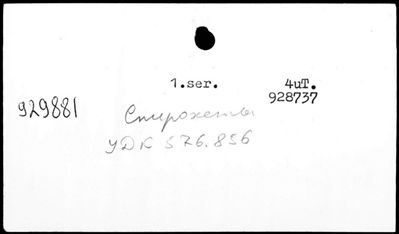 1.ser. 4uT.
928737
929881
Спирохеты
УДК 576.856